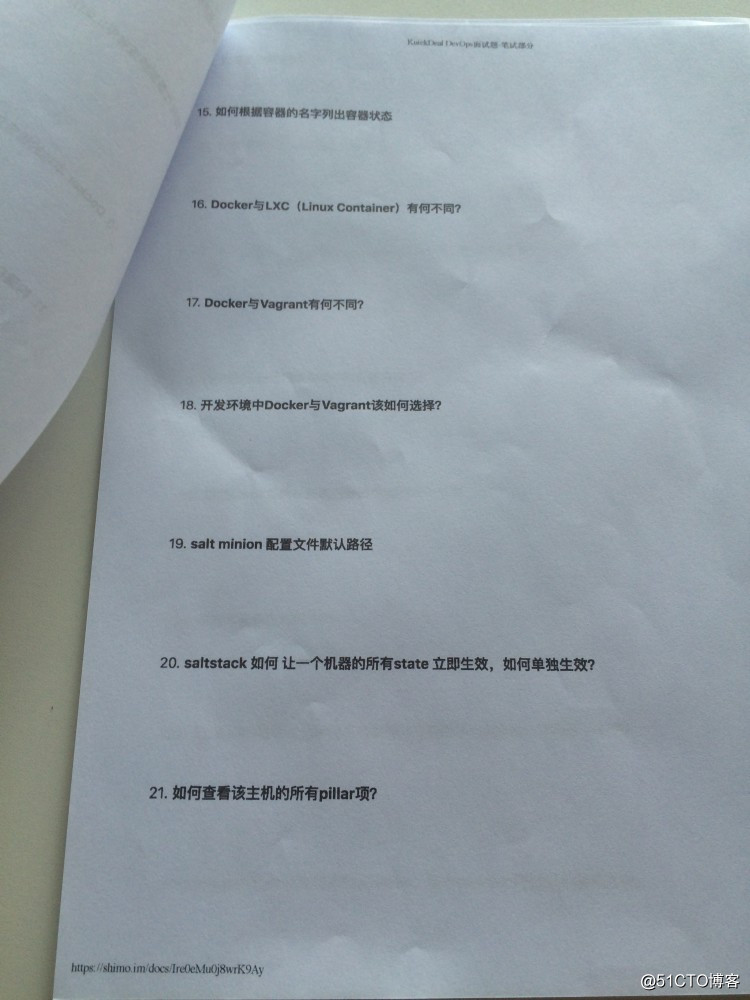 DevOps面试题 笔试部分
15. 如何根据容器的名字列出容器状态
16. Docker与LXC（Linux Container）有何不同？
17. Docker与Vagrant有何不同？
18. 开发环境中Docker与Vagrant该如何选择？
19. salt minion 配置文件默认路径
20. saltstack 如何 让一个机器的所有state 立即生效，如何单独生效？
21. 如何查看该主机的所有pillar项？
https://shimo.im/docs/Ire0eMu0j8wrK9Ay
@51CTO博客